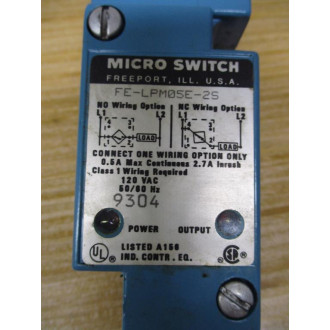 MICRO SWITCH
FREEPORT, ILL. U.S.A.
FE-LPM05E-2S
NO Wiring Option NC Wiring Option
L1 L2 L1 L2
LOAD LOAD
CONNECT ONE WIRING OPTION ONLY
0.5A Max Continuous 2.7A Inrush
Class 1 Wiring Required
120 VAC
50/60 Hz
9304
POWER OUTPUT
UL LISTED A156 SA
IND. CONTR. EQ.